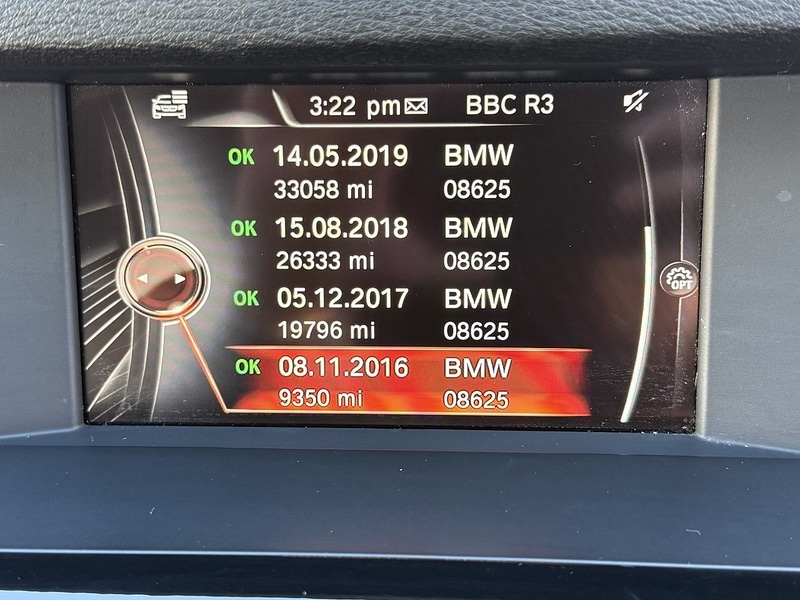 3:22 pm BBC R3
OK 14.05.2019 BMW
33058 mi 08625
OK 15.08.2018 BMW
26333 mi 08625
OK 05.12.2017 BMW
19796 mi 08625
OPT
OK 08.11.2016 BMW
9350 mi 08625